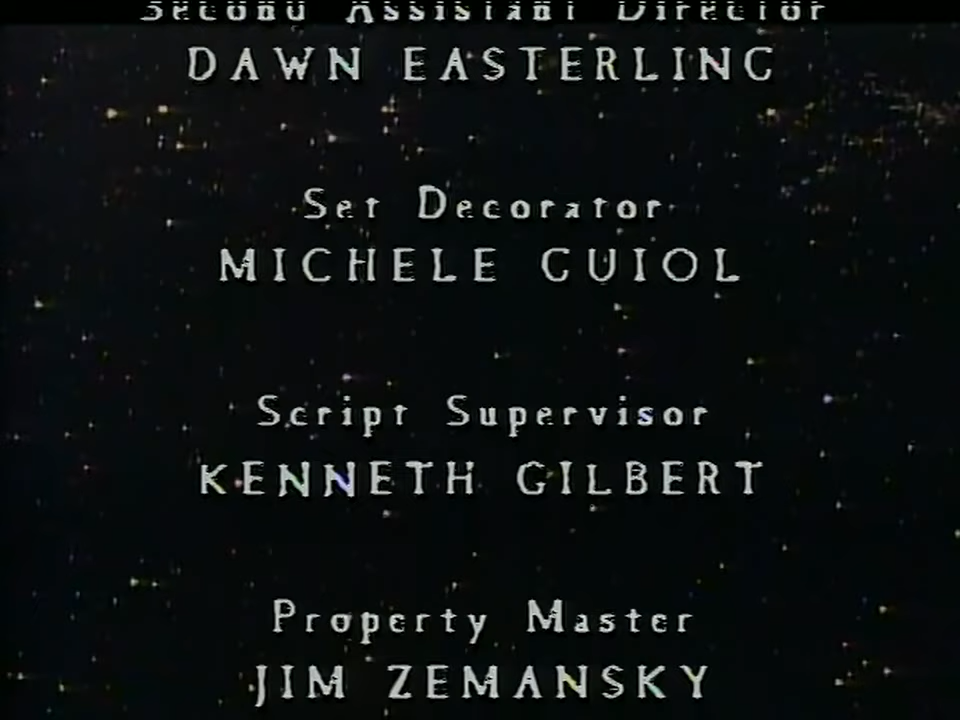 Second Assistant Director
DAWN EASTERLING
Set Decorator
MICHELE GUIOL
Script Supervisor
KENNETH GILBERT
Property Master
JIM ZEMANSKY